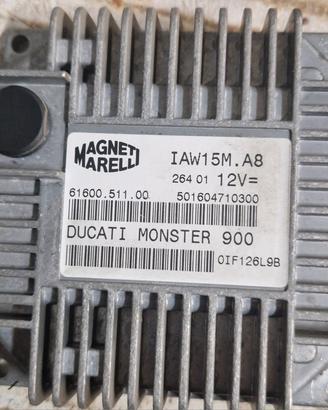 MAGNETI MARELLI
IAW15M.A8
264 01 12V=
61600.511.00 501604710300
DUCATI MONSTER 900
0IF126L9B